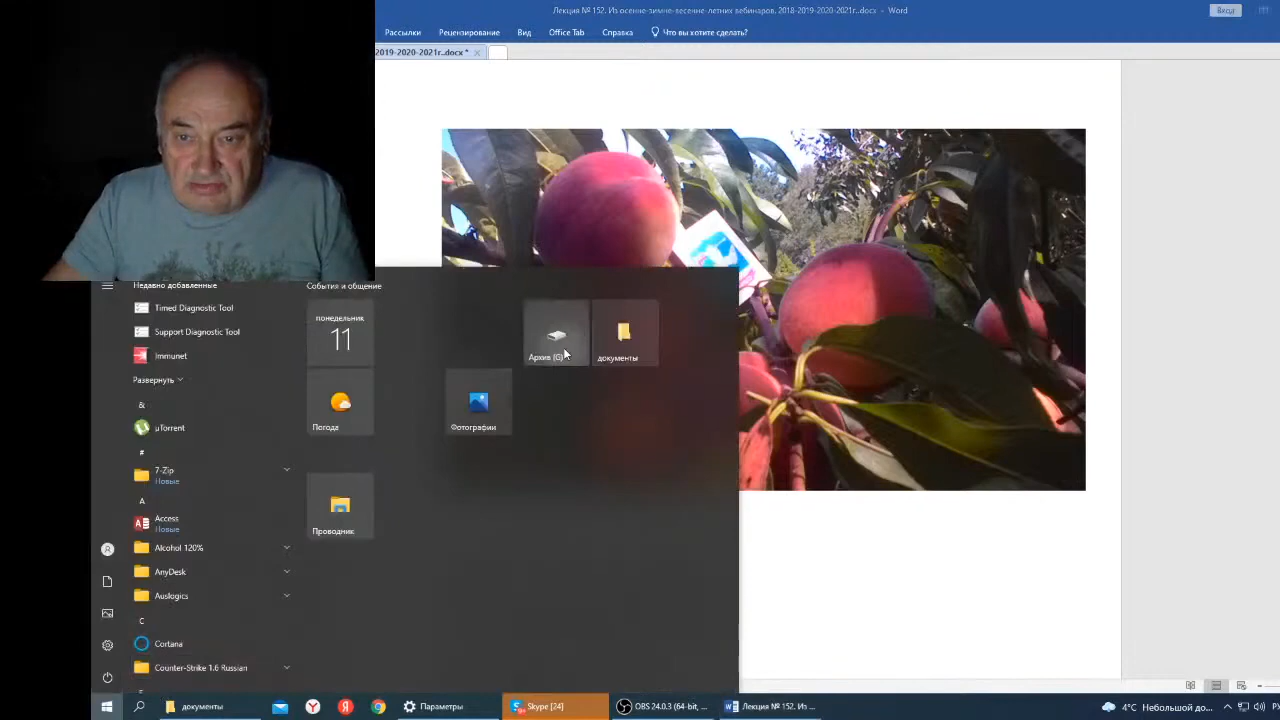 Лекция № 152. Из осенне-зимне-весенне-летних вебинаров. 2018-2019-2020-2021г..docx - Word
Вход
Рассылки
Рецензирование
Вид
Office Tab
Справка
Что вы хотите сделать?
2019-2020-2021г..docx *
Недавно добавленные
Timed Diagnostic Tool
Support Diagnostic Tool
Immunet
Развернуть
&
µTorrent
#
7-Zip
Новые
A
Access
Новые
Alcohol 120%
AnyDesk
Auslogics
C
Cortana
Counter-Strike 1.6 Russian
События и общение
понедельник
11
Погода
Проводник
Фотографии
Архив (G)
документы
документы
Параметры
Skype [24]
OBS 24.0.3 (64-bit, ...
Лекция № 152. Из ...
4°C Небольшой до...